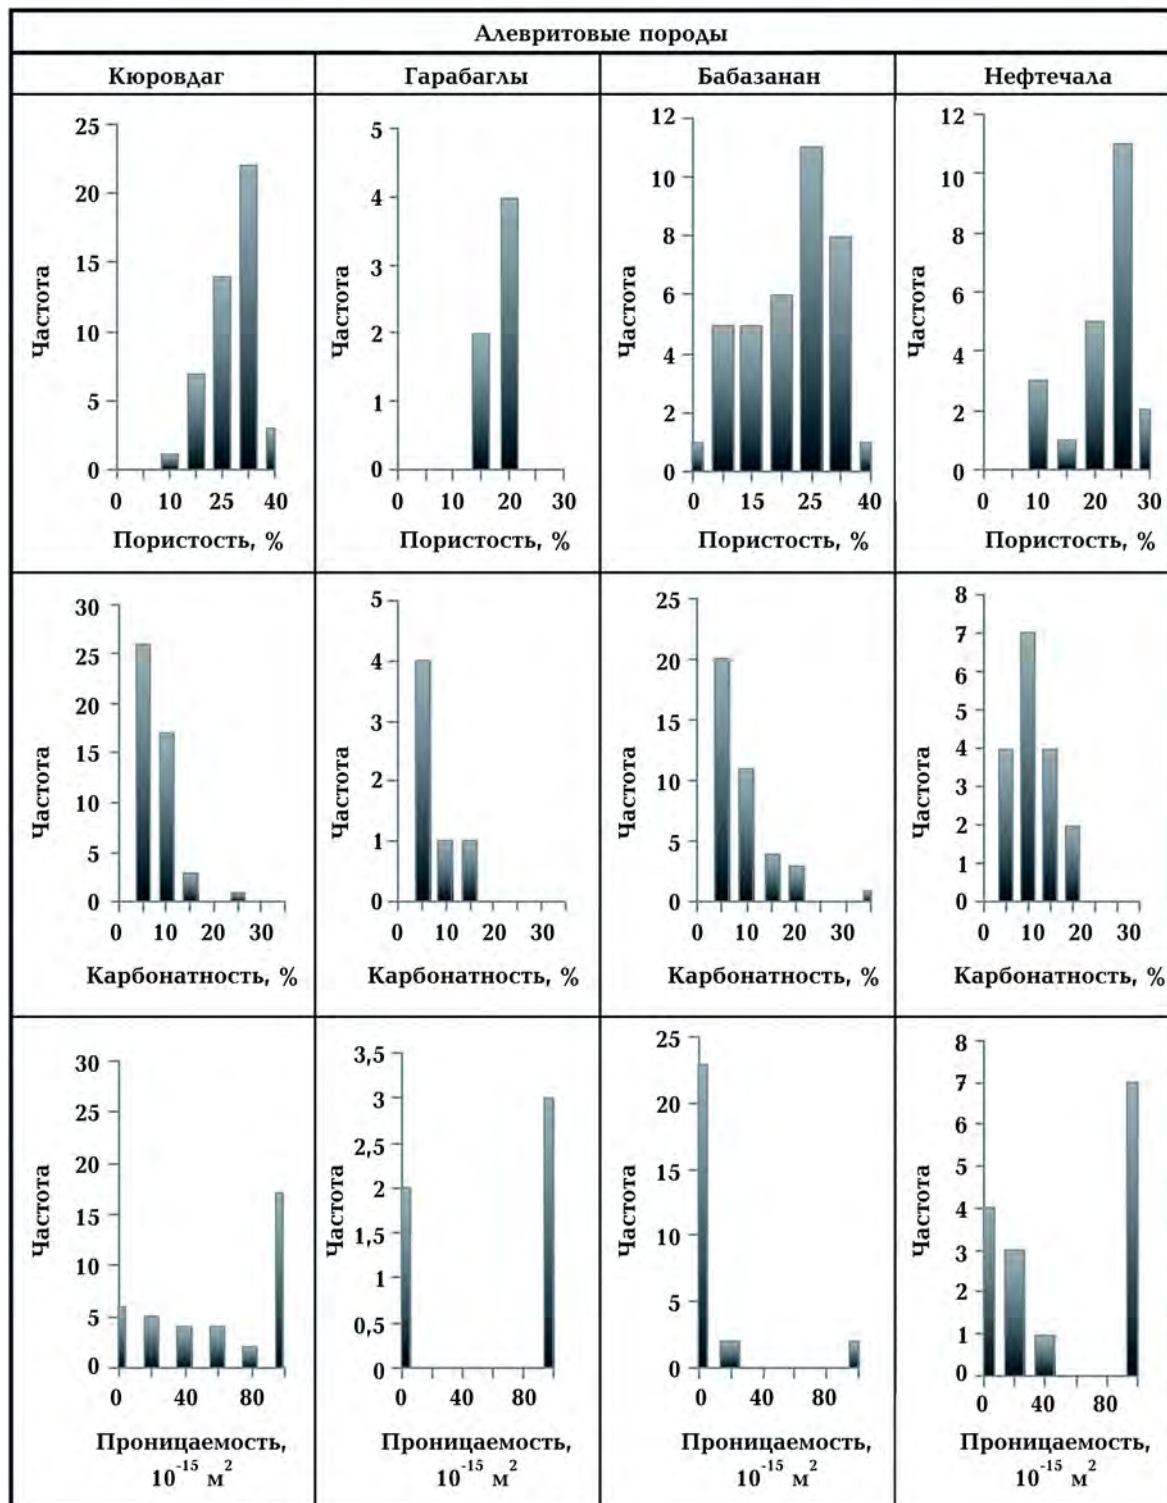 Алевритовые породы
Кюровдаг
Гарабаглы
Бабазанан
Нефтечала
Частота
25
20
15
10
5
0
0 10 25 40
Пористость, %
Частота
5
4
3
2
1
0
0 10 20 30
Пористость, %
Частота
12
10
8
6
4
2
0
0 15 25 40
Пористость, %
Частота
12
10
8
6
4
2
0
0 10 20 30
Пористость, %
Частота
30
25
20
15
10
5
0
0 10 20 30
Карбонатность, %
Частота
5
4
3
2
1
0
0 10 20 30
Карбонатность, %
Частота
25
20
15
10
5
0
0 10 20 30
Карбонатность, %
Частота
8
7
6
5
4
3
2
1
0
0 10 20 30
Карбонатность, %
Частота
30
25
20
15
10
5
0
0 40 80
Проницаемость,
10⁻¹⁵ м²
Частота
3,5
3
2,5
2
1,5
1
0,5
0
0 40 80
Проницаемость,
10⁻¹⁵ м²
Частота
25
20
15
10
5
0
0 40 80
Проницаемость,
10⁻¹⁵ м²
Частота
8
7
6
5
4
3
2
1
0
0 40 80
Проницаемость,
10⁻¹⁵ м²